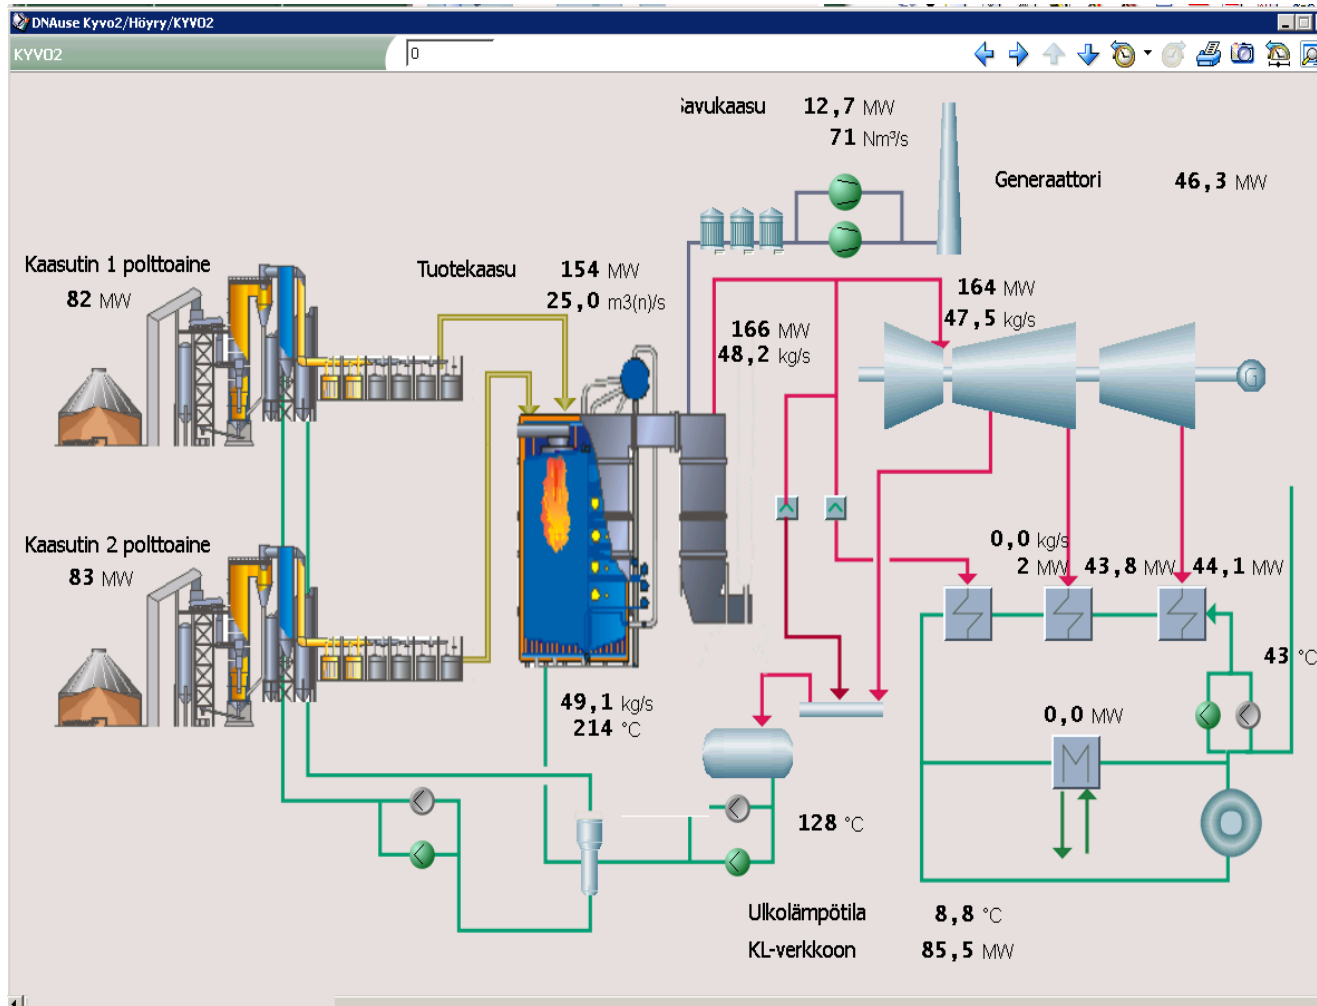 DNAuse Kyvo2/Höyry/KYVO2
KYVO2
0
Savukaasu 12,7 MW
71 Nm³/s
Generaattori 46,3 MW
Kaasutin 1 polttoaine
82 MW
Tuotekaasu 154 MW
25,0 m3(n)/s
164 MW
47,5 kg/s
166 MW
48,2 kg/s
G
Kaasutin 2 polttoaine
83 MW
0,0 kg/s
2 MW 43,8 MW 44,1 MW
43 °C
49,1 kg/s
214 °C
0,0 MW
M
128 °C
Ulkolämpötila 8,8 °C
KL-verkkoon 85,5 MW